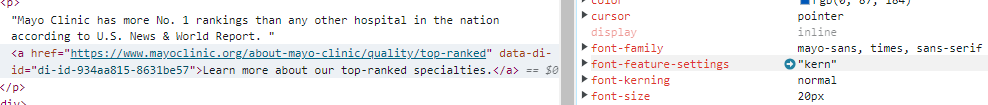 <p>
"Mayo Clinic has more No. 1 rankings than any other hospital in the nation
according to U.S. News & World Report. "
<a href="https://www.mayoclinic.org/about-mayo-clinic/quality/top-ranked" data-di-
id="di-id-934aa815-8631be57">Learn more about our top-ranked specialties.</a> == $0
</p>
div>
color rgb(0, 87, 184)
cursor pointer
display inline
font-family mayo-sans, times, sans-serif
font-feature-settings "kern"
font-kerning normal
font-size 20px